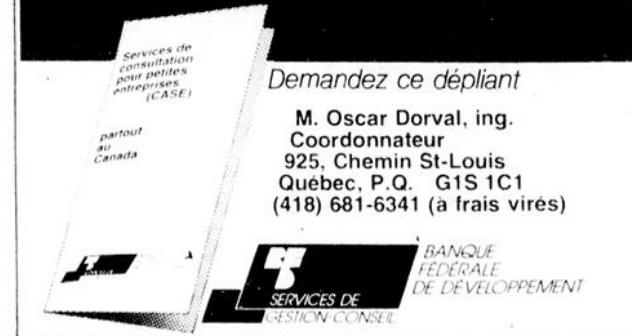 Services de
consultation
pour petites
entreprises
(CASE)
partout
au
Canada
Demandez ce dépliant
M. Oscar Dorval, ing.
Coordonnateur
925, Chemin St-Louis
Québec, P.Q. G1S 1C1
(418) 681-6341 (à frais virés)
SERVICES DE
GESTION-CONSEIL
BANQUE
FÉDÉRALE
DE DÉVELOPPEMENT